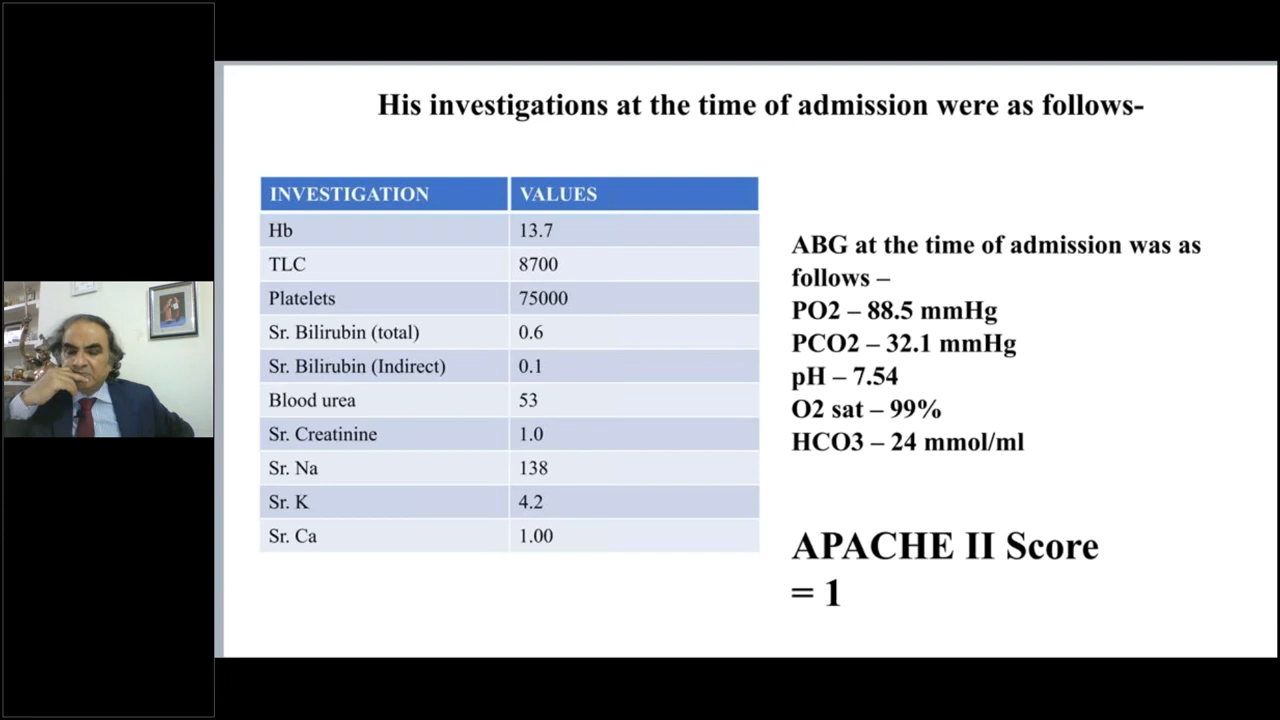 His investigations at the time of admission were as follows-
INVESTIGATION VALUES
Hb 13.7
TLC 8700
Platelets 75000
Sr. Bilirubin (total) 0.6
Sr. Bilirubin (Indirect) 0.1
Blood urea 53
Sr. Creatinine 1.0
Sr. Na 138
Sr. K 4.2
Sr. Ca 1.00
ABG at the time of admission was as
follows –
PO2 – 88.5 mmHg
PCO2 – 32.1 mmHg
pH – 7.54
O2 sat – 99%
HCO3 – 24 mmol/ml
APACHE II Score
= 1